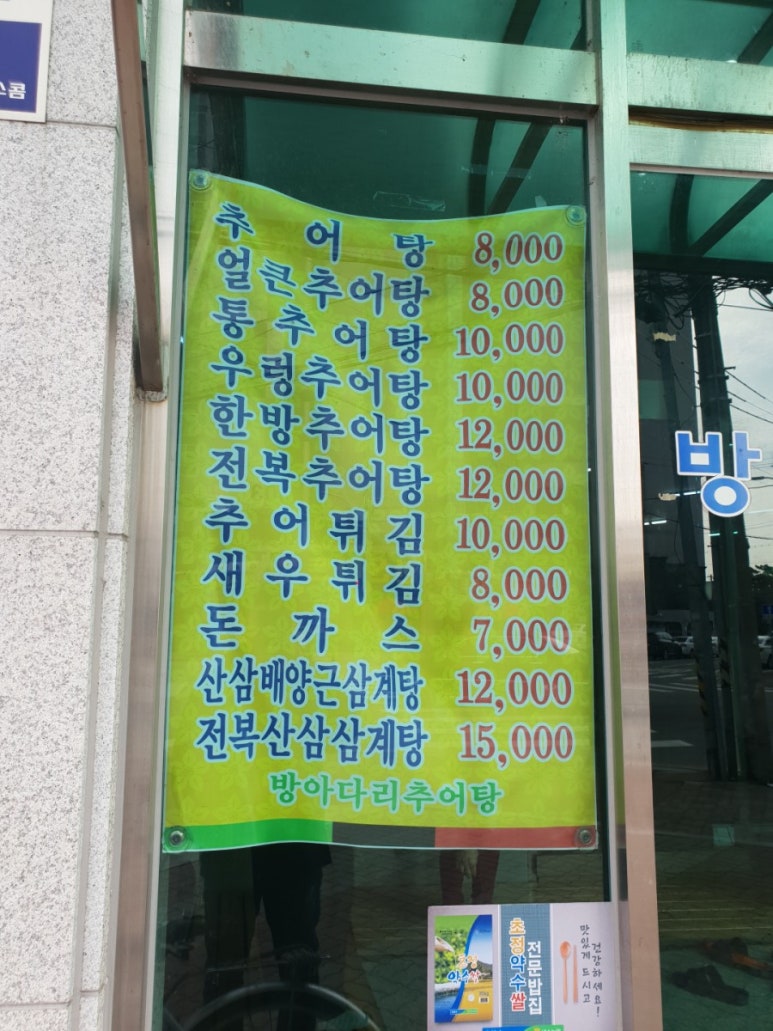 수콤
추어탕 8,000
얼큰추어탕 8,000
통추어탕 10,000
우렁추어탕 10,000
한방추어탕 12,000
전복추어탕 12,000
추어튀김 10,000
새우튀김 8,000
돈까스 7,000
산삼배양근삼계탕 12,000
전복산삼삼계탕 15,000
방아다리추어탕
방
초정약수쌀
전문밥집
맛있게 드시고
건강하세요!